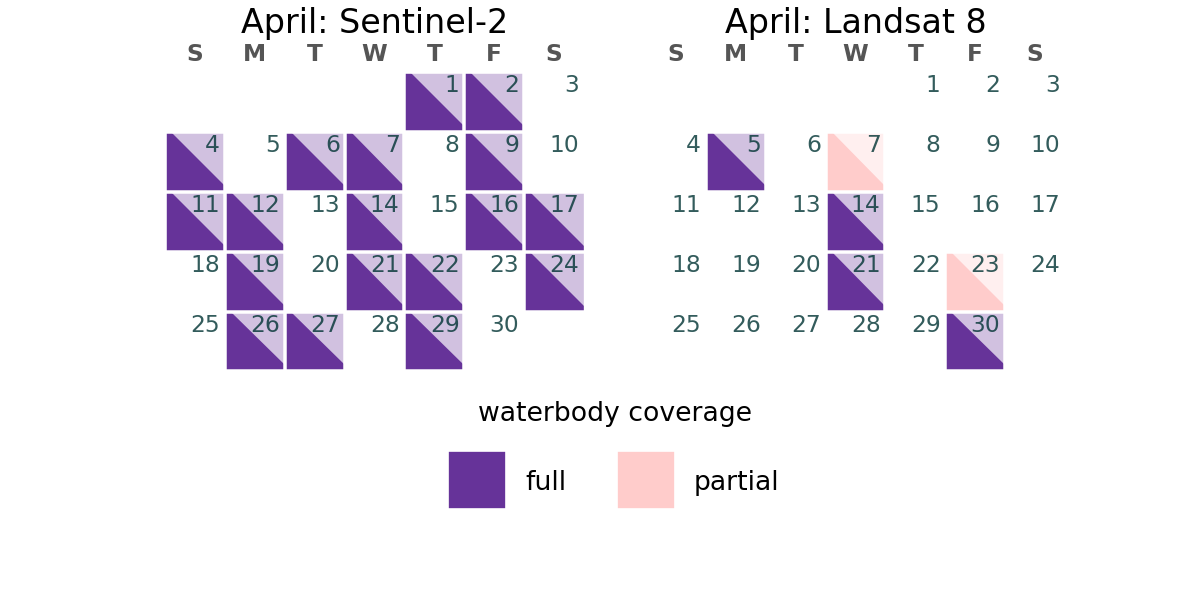 April: Sentinel-2
S M T W T F S
1 2 3
4 5 6 7 8 9 10
11 12 13 14 15 16 17
18 19 20 21 22 23 24
25 26 27 28 29 30
April: Landsat 8
S M T W T F S
1 2 3
4 5 6 7 8 9 10
11 12 13 14 15 16 17
18 19 20 21 22 23 24
25 26 27 28 29 30
waterbody coverage
full partial